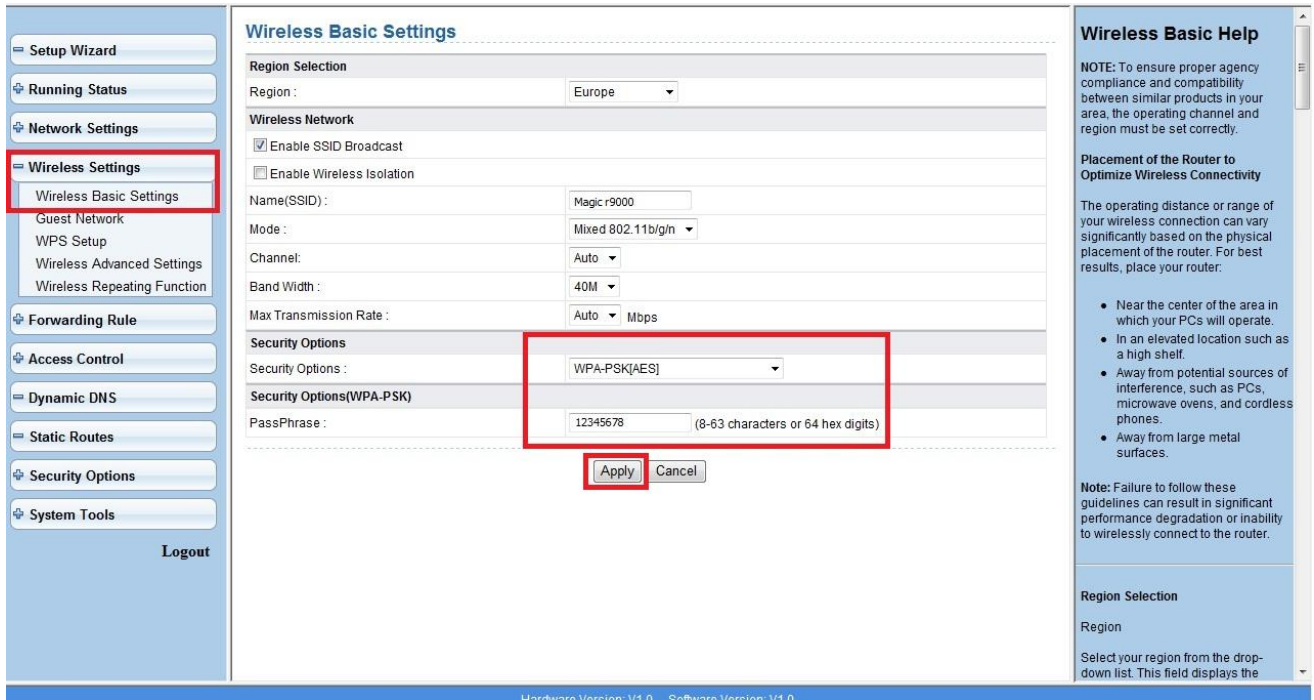 Setup Wizard
Running Status
Network Settings
Wireless Settings
Wireless Basic Settings
Guest Network
WPS Setup
Wireless Advanced Settings
Wireless Repeating Function
Forwarding Rule
Access Control
Dynamic DNS
Static Routes
Security Options
System Tools
Logout
Wireless Basic Settings
Region Selection
Region : Europe
Wireless Network
Enable SSID Broadcast
Enable Wireless Isolation
Name(SSID) : Magic r9000
Mode : Mixed 802.11b/g/n
Channel: Auto
Band Width : 40M
Max Transmission Rate : Auto Mbps
Security Options
Security Options : WPA-PSK[AES]
Security Options(WPA-PSK)
PassPhrase : 12345678 (8-63 characters or 64 hex digits)
Apply Cancel
Wireless Basic Help
NOTE: To ensure proper agency
compliance and compatibility
between similar products in your
area, the operating channel and
region must be set correctly.
Placement of the Router to
Optimize Wireless Connectivity
The operating distance or range of
your wireless connection can vary
significantly based on the physical
placement of the router. For best
results, place your router:
Near the center of the area in
which your PCs will operate.
In an elevated location such as
a high shelf.
Away from potential sources of
interference, such as PCs,
microwave ovens, and cordless
phones.
Away from large metal
surfaces.
Note: Failure to follow these
guidelines can result in significant
performance degradation or inability
to wirelessly connect to the router.
Region Selection
Region
Select your region from the drop-
down list. This field displays the
Hardware Version: V1.0 Software Version: V1.0